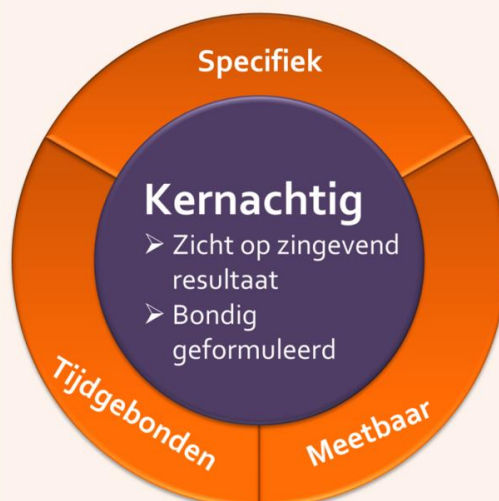 Specifiek
Kernachtig
➢ Zicht op zingevend
resultaat
➢ Bondig
geformuleerd
Tijdgebonden
Meetbaar